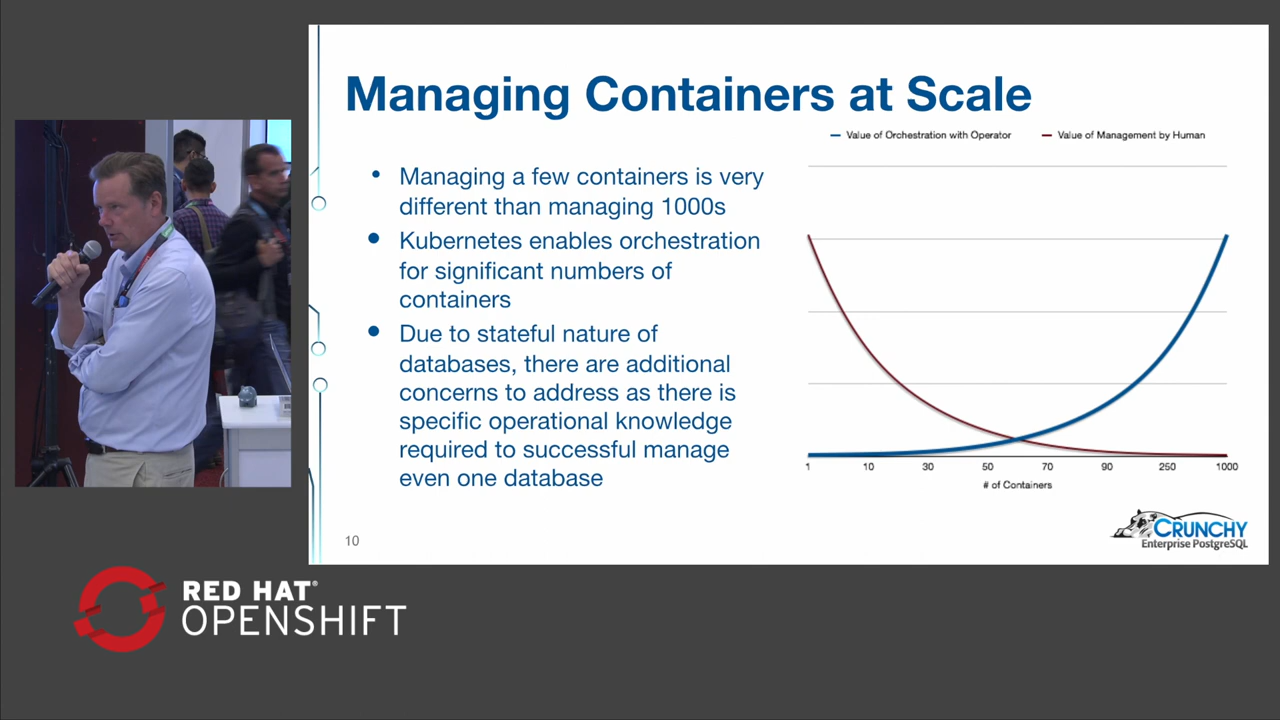 Managing Containers at Scale
Value of Orchestration with Operator
Value of Management by Human
• Managing a few containers is very
different than managing 1000s
• Kubernetes enables orchestration
for significant numbers of
containers
• Due to stateful nature of
databases, there are additional
concerns to address as there is
specific operational knowledge
required to successful manage
even one database
1 10 30 50 70 90 250 1000
# of Containers
10
CRUNCHY
Enterprise PostgreSQL
RED HAT®
OPENSHIFT